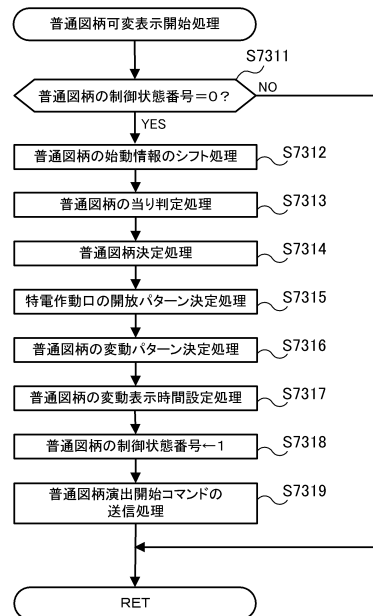 普通図柄可変表示開始処理
S7311
普通図柄の制御状態番号＝0?
NO
YES
普通図柄の始動情報のシフト処理
S7312
普通図柄の当り判定処理
S7313
普通図柄決定処理
S7314
特電作動口の開放パターン決定処理
S7315
普通図柄の変動パターン決定処理
S7316
普通図柄の変動表示時間設定処理
S7317
普通図柄の制御状態番号←1
S7318
普通図柄演出開始コマンドの
送信処理
S7319
RET